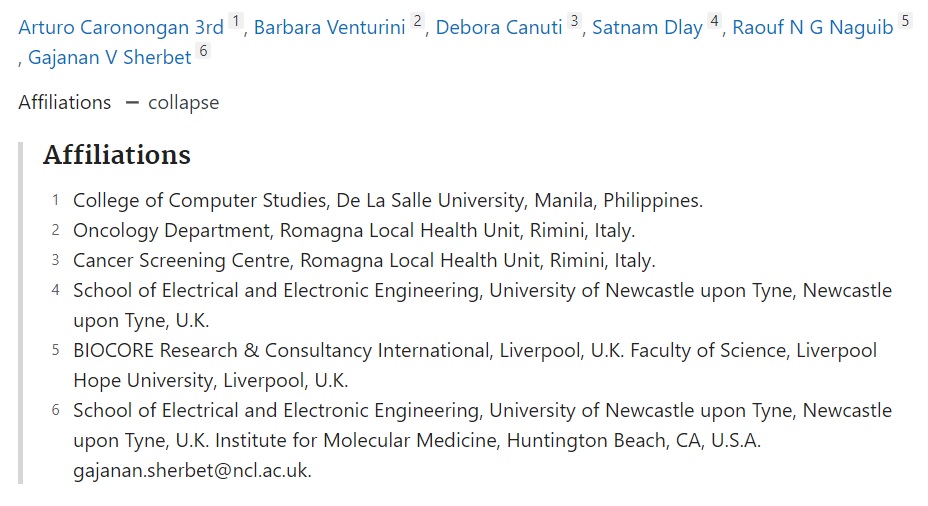 Arturo Caronongan 3rd 1, Barbara Venturini 2, Debora Canuti 3, Satnam Dlay 4, Raouf N G Naguib 5
, Gajanan V Sherbet 6
Affiliations — collapse
Affiliations
1 College of Computer Studies, De La Salle University, Manila, Philippines.
2 Oncology Department, Romagna Local Health Unit, Rimini, Italy.
3 Cancer Screening Centre, Romagna Local Health Unit, Rimini, Italy.
4 School of Electrical and Electronic Engineering, University of Newcastle upon Tyne, Newcastle
upon Tyne, U.K.
5 BIOCORE Research & Consultancy International, Liverpool, U.K. Faculty of Science, Liverpool
Hope University, Liverpool, U.K.
6 School of Electrical and Electronic Engineering, University of Newcastle upon Tyne, Newcastle
upon Tyne, U.K. Institute for Molecular Medicine, Huntington Beach, CA, U.S.A.
gajanan.sherbet@ncl.ac.uk.